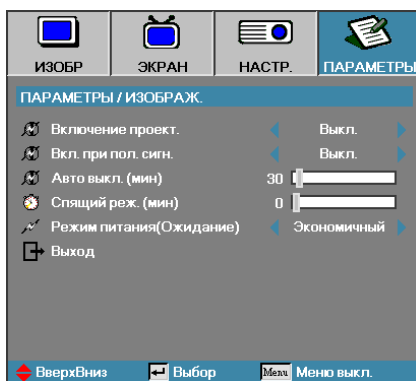 ИЗОБР ЭКРАН НАСТР. ПАРАМЕТРЫ
ПАРАМЕТРЫ / ИЗОБРАЖ.
Включение проект. Выкл.
Вкл. при пол. сигн. Выкл.
Авто выкл. (мин) 30
Спящий реж. (мин) 0
Режим питания(Ожидание) Экономичный
Выход
ВверхВниз Выбор Menu Меню выкл.